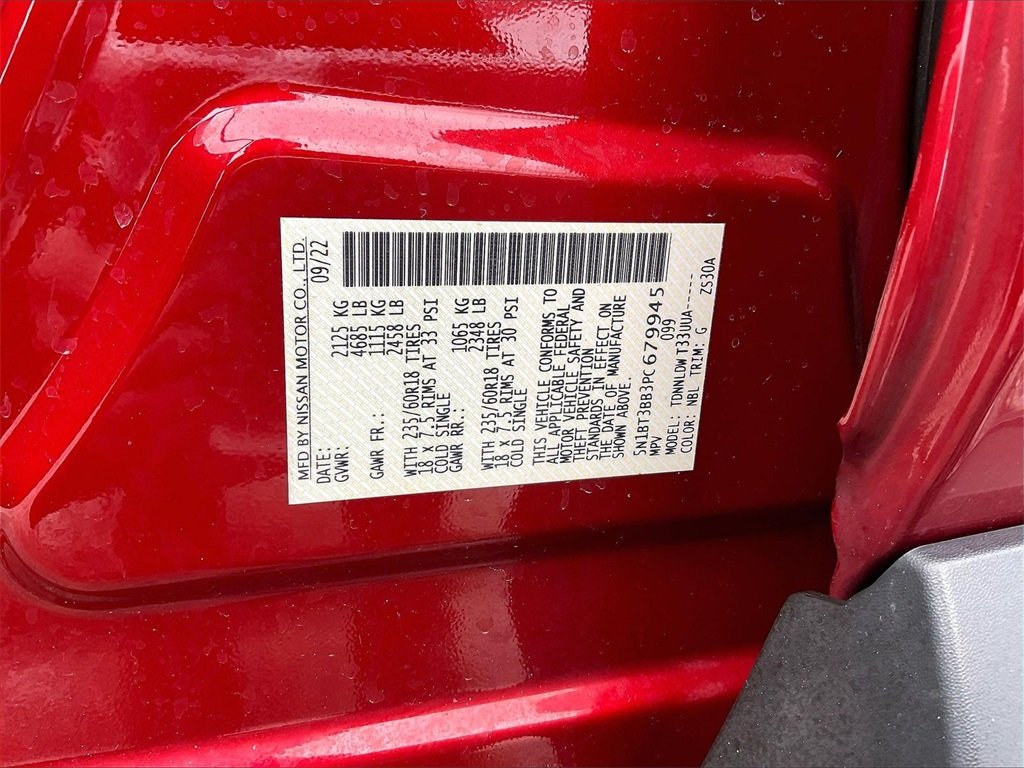 MFD BY NISSAN MOTOR CO., LTD.
DATE: 09/22
GVWR: 2125 KG
4685 LB
GAWR FR.: 1115 KG
2458 LB
WITH 235/60R18 TIRES
18 X 7.5 RIMS AT 33 PSI
COLD SINGLE
GAWR RR.: 1065 KG
2348 LB
WITH 235/60R18 TIRES
18 X 7.5 RIMS AT 30 PSI
COLD SINGLE
THIS VEHICLE CONFORMS TO
ALL APPLICABLE FEDERAL
MOTOR VEHICLE SAFETY AND
THEFT PREVENTION
STANDARDS IN EFFECT ON
THE DATE OF MANUFACTURE
SHOWN ABOVE.
5N1BT3BB3PC 679945
MPV 099
MODEL: TDNNLDW T33UUA-----
COLOR: NBL TRIM: G ZS30A